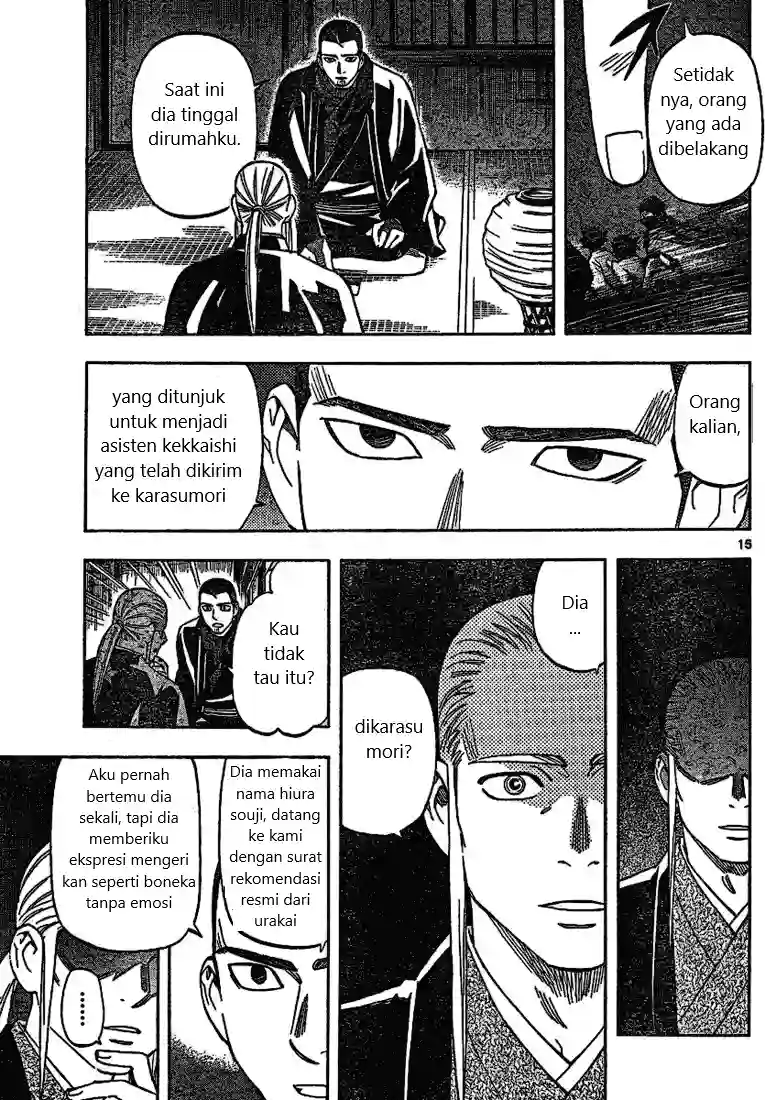 Setidak
nya, orang
yang ada
dibelakang
Saat ini
dia tinggal
dirumahku.
Orang
kalian,
yang ditunjuk
untuk menjadi
asisten kekkaishi
yang telah dikirim
ke karasumori
15
Dia
...
dikarasu
mori?
Kau
tidak
tau itu?
Dia memakai
nama hiura
souji, datang
ke kami
dengan surat
rekomendasi
resmi dari
urakai
Aku pernah
bertemu dia
sekali, tapi dia
memberiku
ekspresi mengeri
kan seperti boneka
tanpa emosi
......